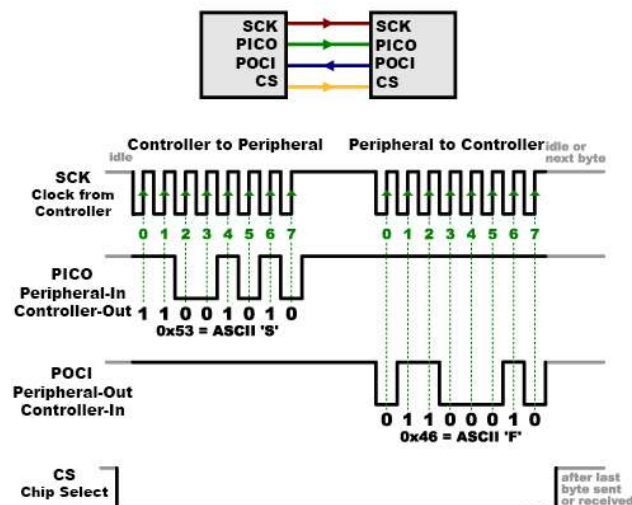 SCK SCK
PICO PICO
POCI POCI
CS CS
Controller to Peripheral Peripheral to Controller
idle
idle or
next byte
SCK
Clock from
Controller
0 1 2 3 4 5 6 7 0 1 2 3 4 5 6 7
PICO
Peripheral-In
Controller-Out
1 1 0 0 1 0 1 0
0x53 = ASCII 'S'
POCI
Peripheral-Out
Controller-In
0 1 1 0 0 0 1 0
0x46 = ASCII 'F'
CS
Chip Select
after last
byte sent
or received